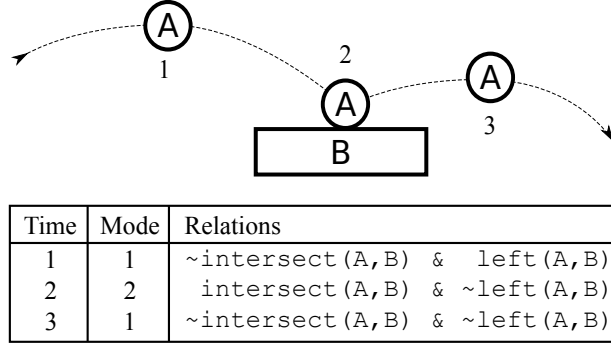 A
1
2
A
A
3
B
Time Mode Relations
1 1 ~intersect(A,B) & left(A,B)
2 2 intersect(A,B) & ~left(A,B)
3 1 ~intersect(A,B) & ~left(A,B)